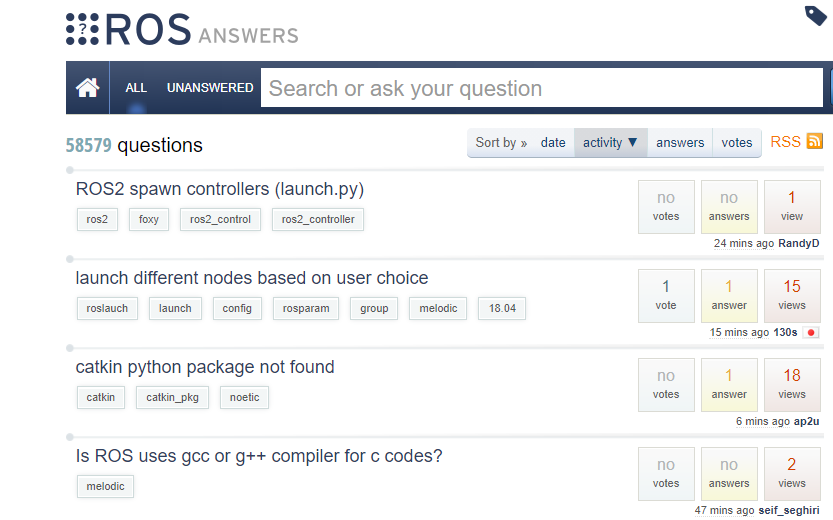 ROS ANSWERS
ALL UNANSWERED Search or ask your question
58579 questions Sort by » date activity ▼ answers votes RSS
ROS2 spawn controllers (launch.py)
no no 1
votes answers view
ros2 foxy ros2_control ros2_controller
24 mins ago RandyD
launch different nodes based on user choice
1 1 15
vote answer views
roslauch launch config rosparam group melodic 18.04
15 mins ago 130s
catkin python package not found
no 1 18
votes answer views
catkin catkin_pkg noetic
6 mins ago ap2u
Is ROS uses gcc or g++ compiler for c codes?
no no 2
votes answers views
melodic
47 mins ago seif_seghiri